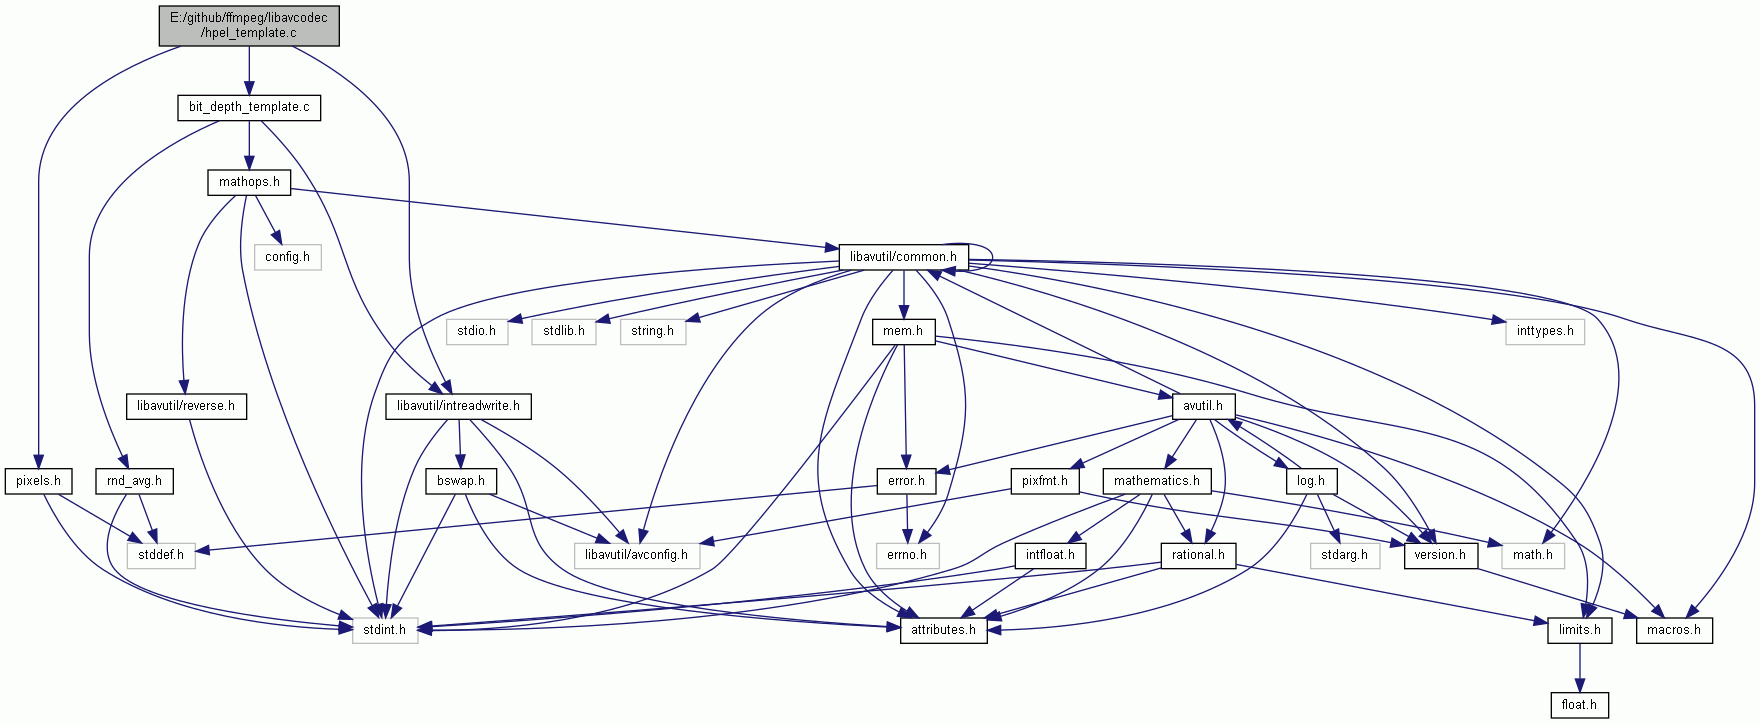 E:/github/ffmpeg/libavcodec
/hpel_template.c
bit_depth_template.c
mathops.h
config.h
libavutil/common.h
stdio.h
stdlib.h
string.h
mem.h
inttypes.h
libavutil/reverse.h
libavutil/intreadwrite.h
avutil.h
pixels.h
rnd_avg.h
bswap.h
error.h
pixfmt.h
mathematics.h
log.h
stddef.h
libavutil/avconfig.h
errno.h
intfloat.h
rational.h
stdarg.h
version.h
math.h
stdint.h
attributes.h
limits.h
macros.h
float.h